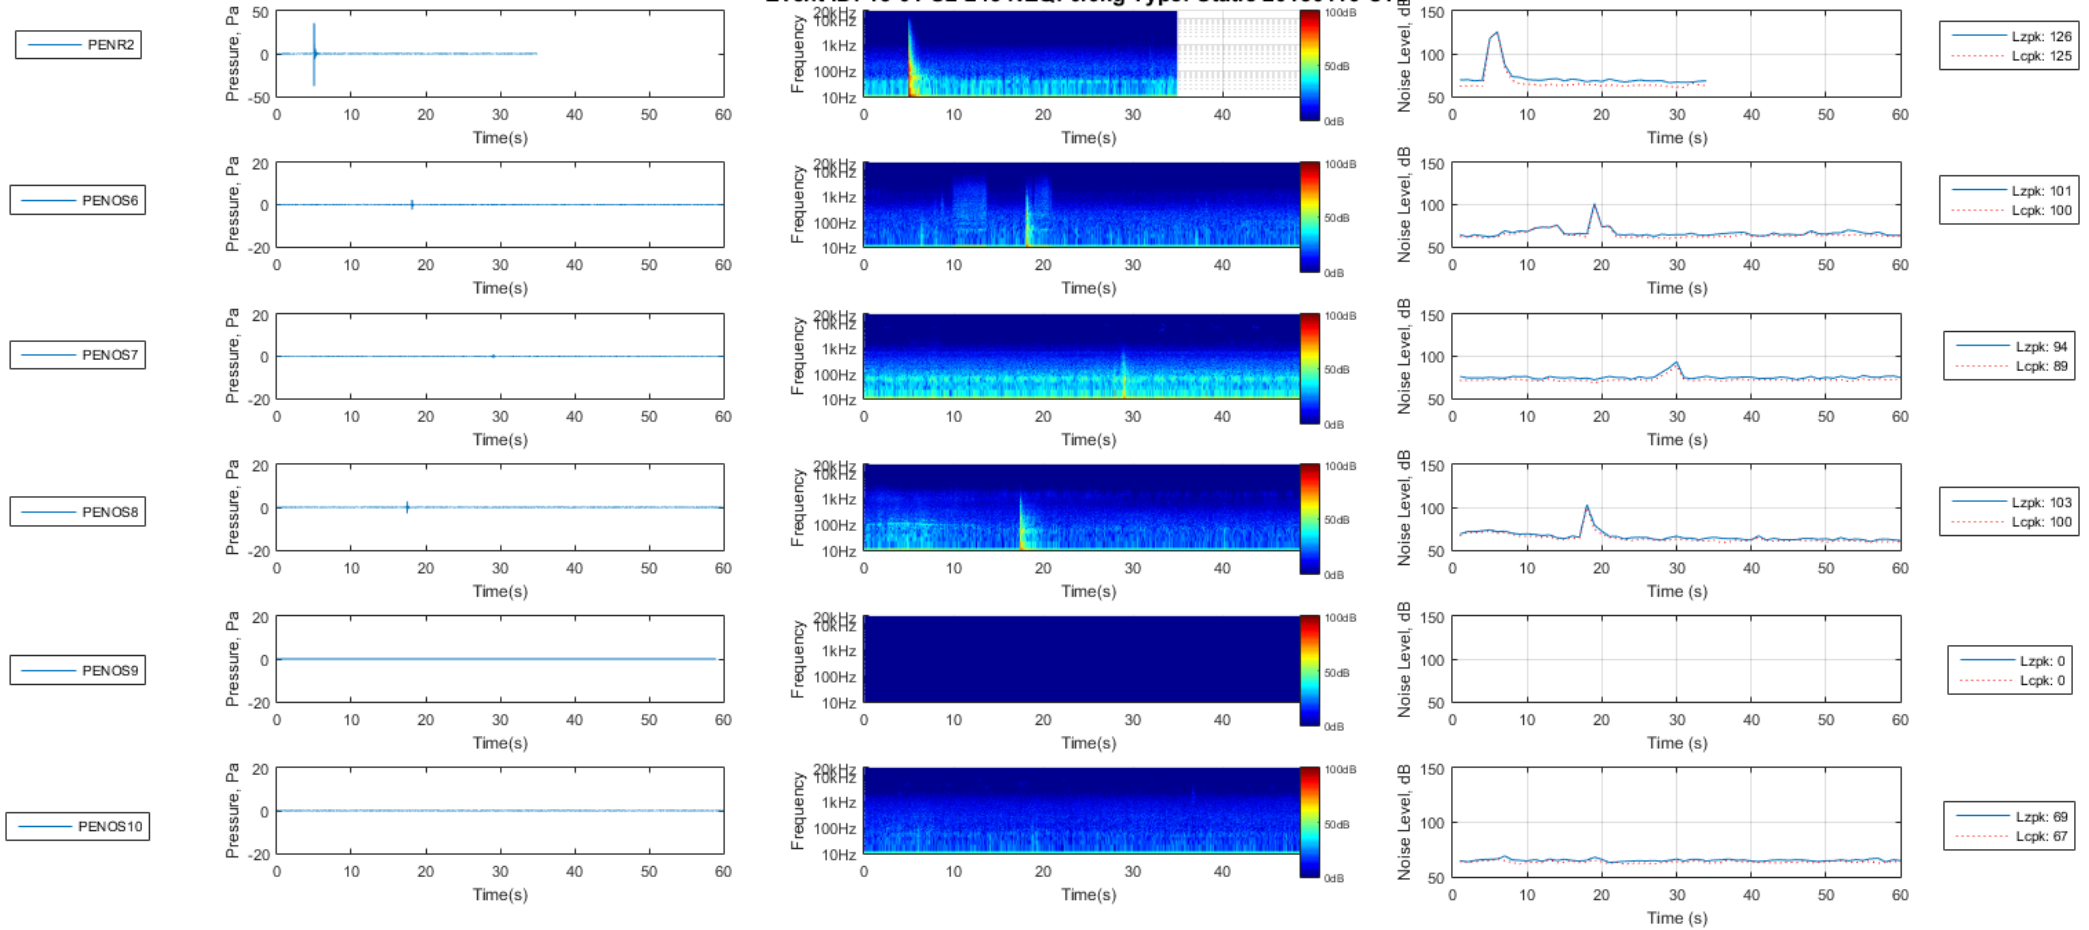 PENR2
Pressure, Pa
50
0
-50
0 10 20 30 40 50 60
Time(s)
Frequency
20kHz
10kHz
1kHz
100Hz
10Hz
0 10 20 30 40
Time(s)
100dB
50dB
0dB
Noise Level, dB
150
100
50
0 10 20 30 40 50 60
Time (s)
Lzpk: 126
Lcpk: 125
PENOS6
Pressure, Pa
20
0
-20
0 10 20 30 40 50 60
Time(s)
Frequency
20kHz
10kHz
1kHz
100Hz
10Hz
0 10 20 30 40
Time(s)
100dB
50dB
0dB
Noise Level, dB
150
100
50
0 10 20 30 40 50 60
Time (s)
Lzpk: 101
Lcpk: 100
PENOS7
Pressure, Pa
20
0
-20
0 10 20 30 40 50 60
Time(s)
Frequency
20kHz
10kHz
1kHz
100Hz
10Hz
0 10 20 30 40
Time(s)
100dB
50dB
0dB
Noise Level, dB
150
100
50
0 10 20 30 40 50 60
Time (s)
Lzpk: 94
Lcpk: 89
PENOS8
Pressure, Pa
20
0
-20
0 10 20 30 40 50 60
Time(s)
Frequency
20kHz
10kHz
1kHz
100Hz
10Hz
0 10 20 30 40
Time(s)
100dB
50dB
0dB
Noise Level, dB
150
100
50
0 10 20 30 40 50 60
Time (s)
Lzpk: 103
Lcpk: 100
PENOS9
Pressure, Pa
20
0
-20
0 10 20 30 40 50 60
Time(s)
Frequency
20kHz
10kHz
1kHz
100Hz
10Hz
0 10 20 30 40
Time(s)
100dB
50dB
0dB
Noise Level, dB
150
100
50
0 10 20 30 40 50 60
Time (s)
Lzpk: 0
Lcpk: 0
PENOS10
Pressure, Pa
20
0
-20
0 10 20 30 40 50 60
Time(s)
Frequency
20kHz
10kHz
1kHz
100Hz
10Hz
0 10 20 30 40
Time(s)
100dB
50dB
0dB
Noise Level, dB
150
100
50
0 10 20 30 40 50 60
Time (s)
Lzpk: 69
Lcpk: 67